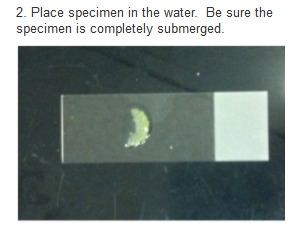 2. Place specimen in the water.  Be sure the
specimen is completely submerged.